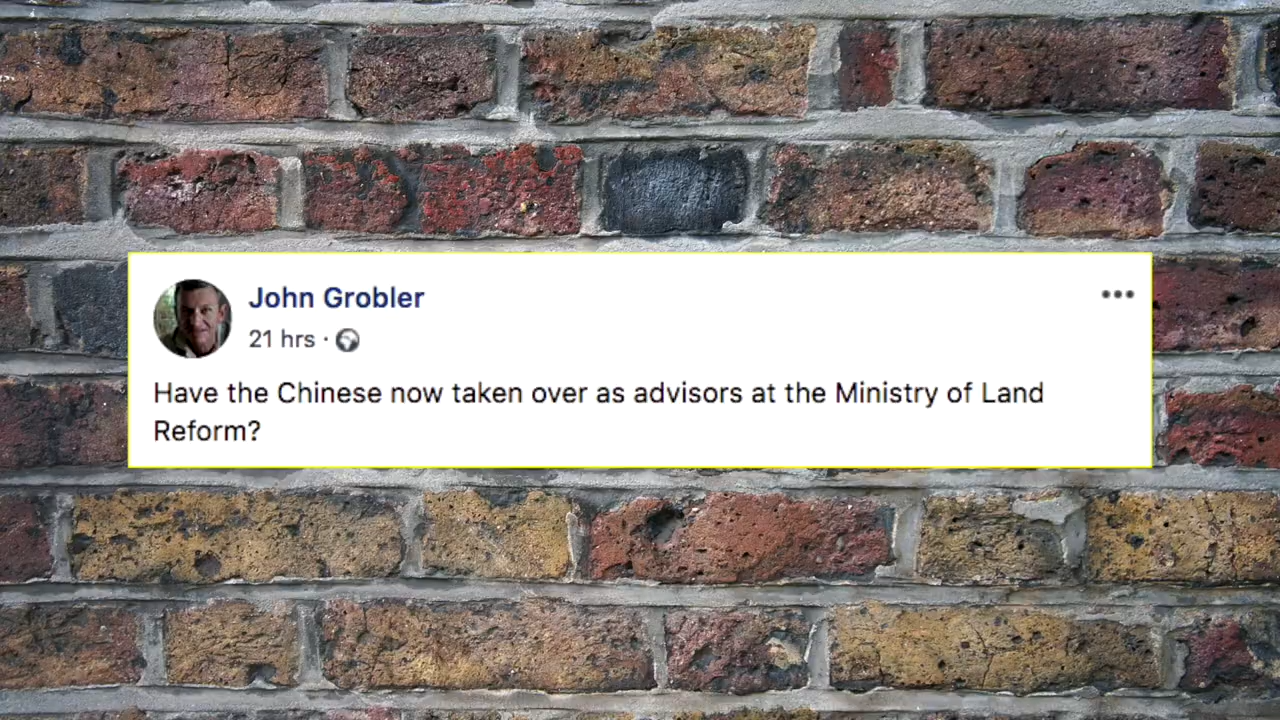 John Grobler
21 hrs ·
Have the Chinese now taken over as advisors at the Ministry of Land
Reform?